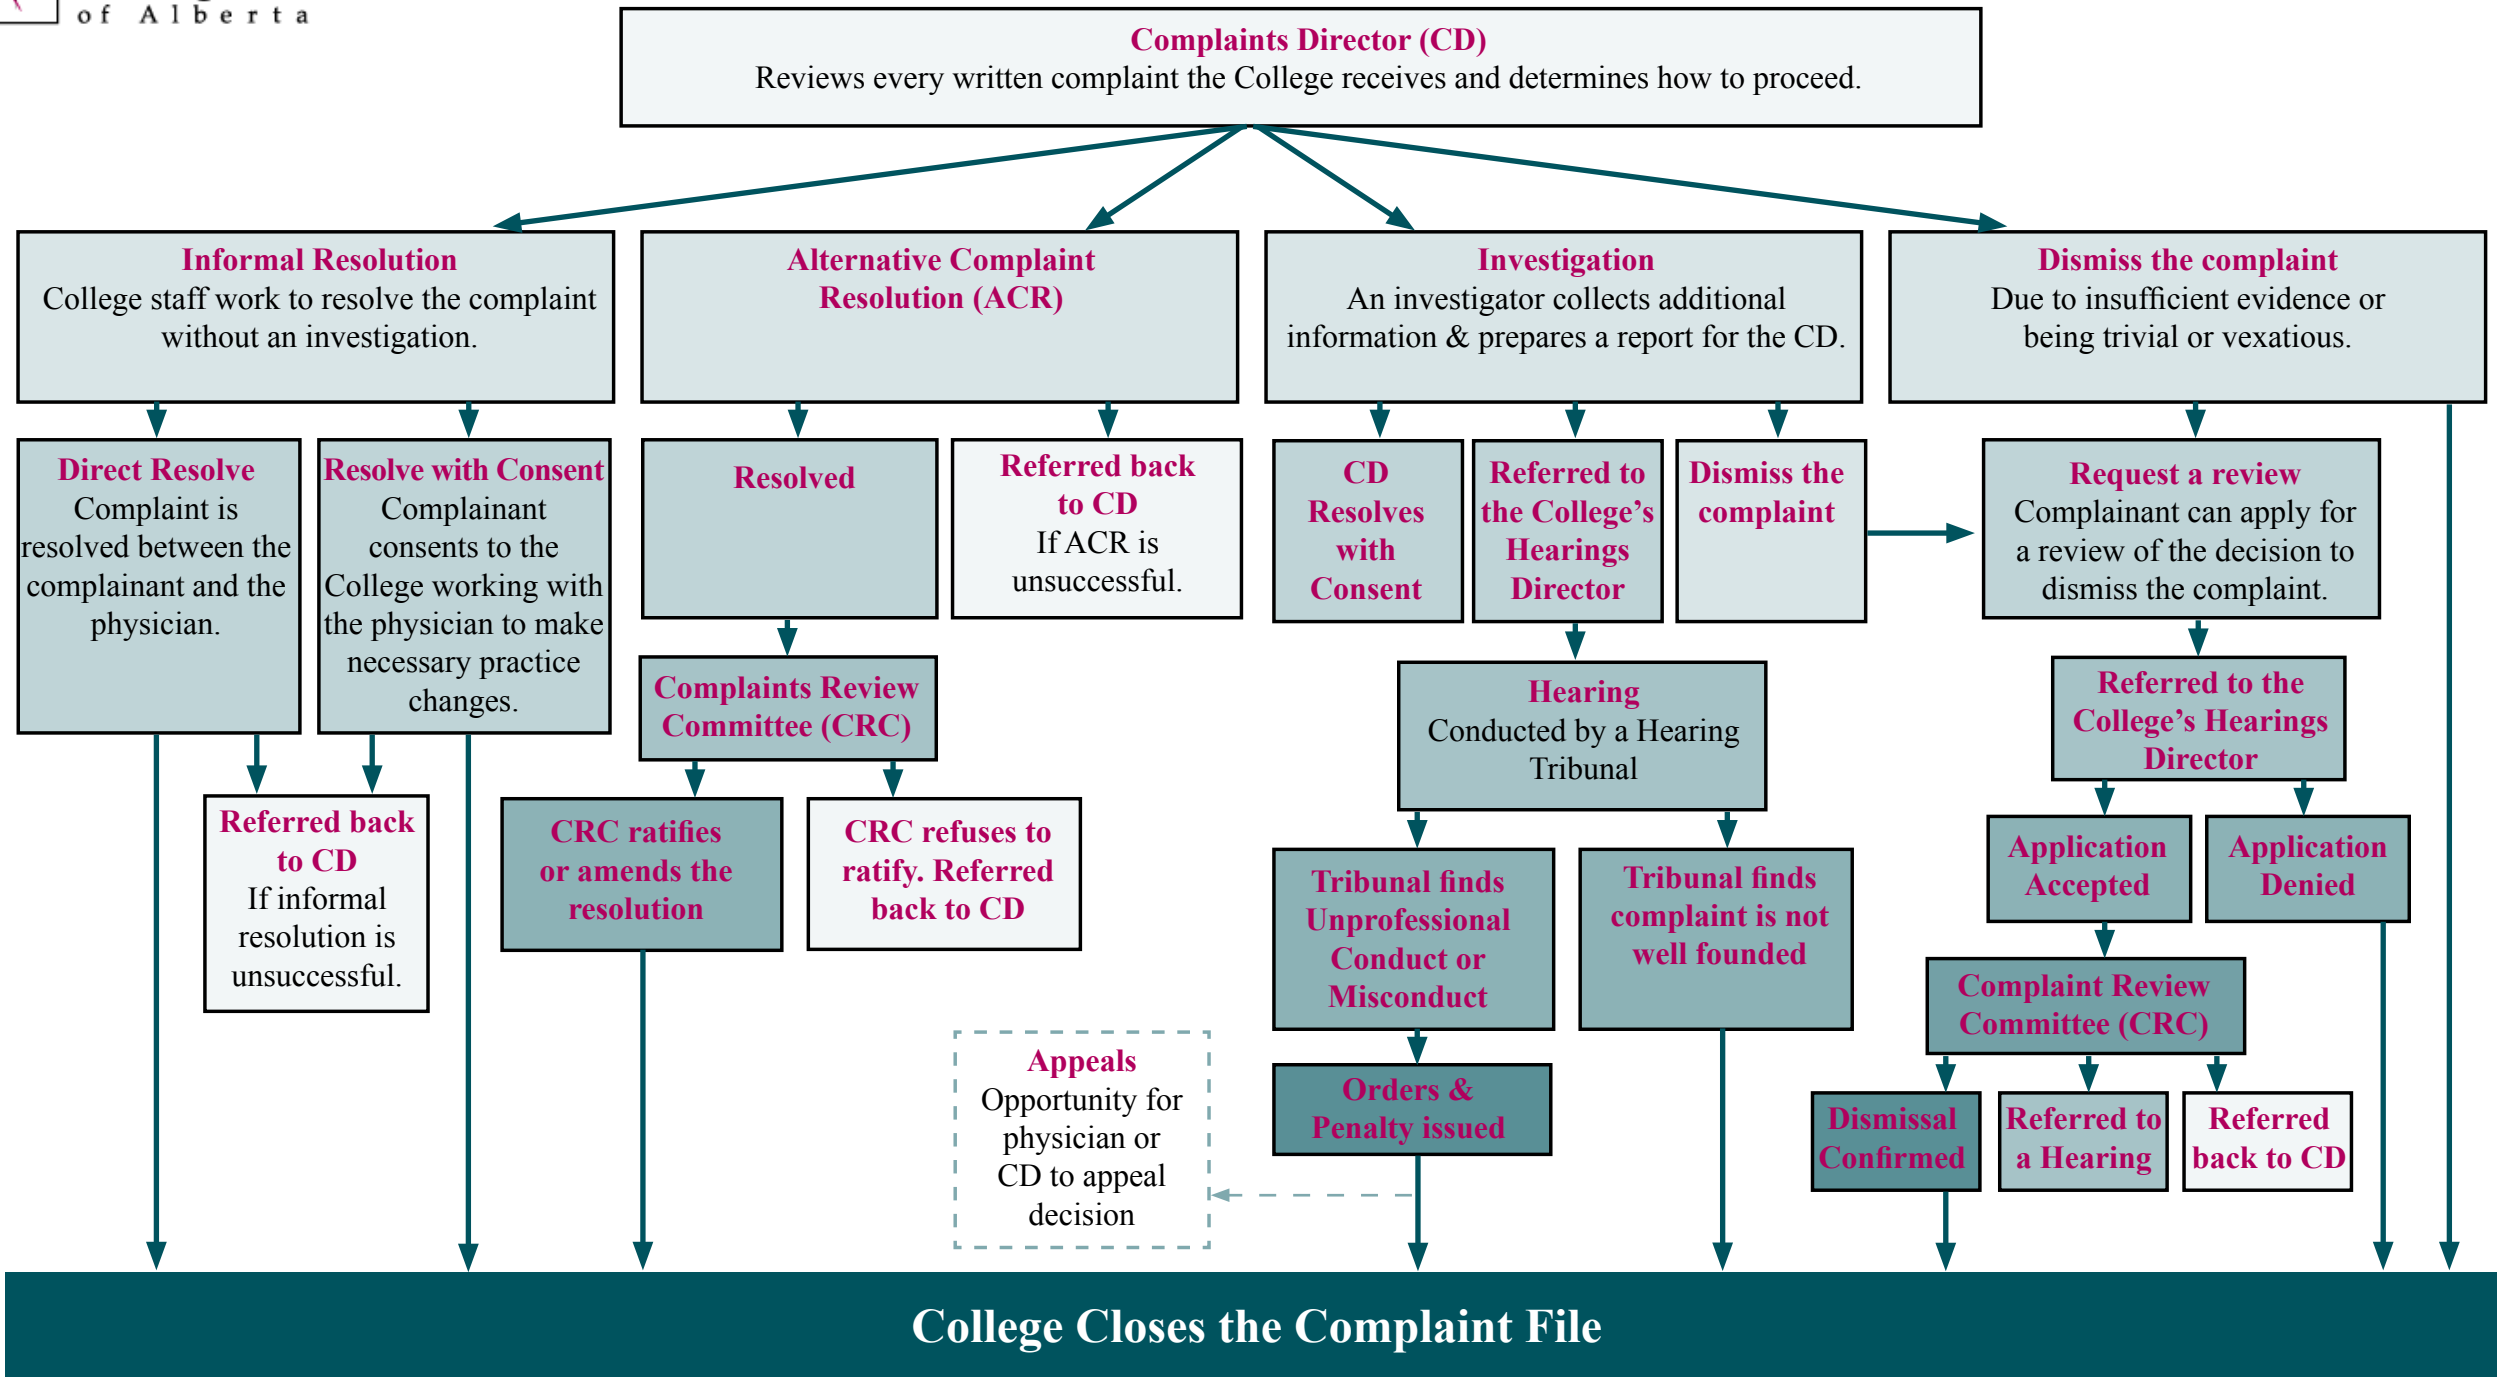 of Alberta
Complaints Director (CD)
Reviews every written complaint the College receives and determines how to proceed.
Informal Resolution
College staff work to resolve the complaint
without an investigation.
Alternative Complaint
Resolution (ACR)
Investigation
An investigator collects additional
information & prepares a report for the CD.
Dismiss the complaint
Due to insufficient evidence or
being trivial or vexatious.
Direct Resolve
Complaint is
resolved between the
complainant and the
physician.
Resolve with Consent
Complainant
consents to the
College working with
the physician to make
necessary practice
changes.
Resolved
Referred back
to CD
If ACR is
unsuccessful.
CD
Resolves
with
Consent
Referred to
the College’s
Hearings
Director
Dismiss the
complaint
Request a review
Complainant can apply for
a review of the decision to
dismiss the complaint.
Complaints Review
Committee (CRC)
Hearing
Conducted by a Hearing
Tribunal
Referred to the
College’s Hearings
Director
Referred back
to CD
If informal
resolution is
unsuccessful.
CRC ratifies
or amends the
resolution
CRC refuses to
ratify. Referred
back to CD
Tribunal finds
Unprofessional
Conduct or
Misconduct
Tribunal finds
complaint is not
well founded
Application
Accepted
Application
Denied
Complaint Review
Committee (CRC)
Appeals
Opportunity for
physician or
CD to appeal
decision
Orders &
Penalty issued
Dismissal
Confirmed
Referred to
a Hearing
Referred
back to CD
College Closes the Complaint File